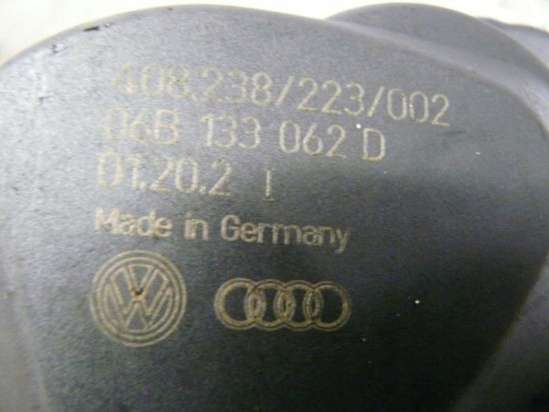 408.238/223/002
06B 133 062 D
01.20.2 I
Made in Germany